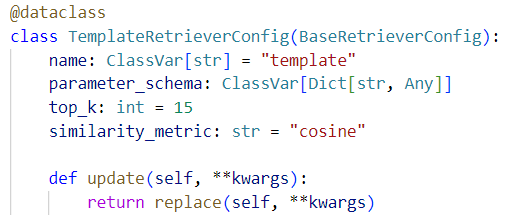 @dataclass
class TemplateRetrieverConfig(BaseRetrieverConfig):
    name: ClassVar[str] = "template"
    parameter_schema: ClassVar[Dict[str, Any]]
    top_k: int = 15
    similarity_metric: str = "cosine"

    def update(self, **kwargs):
        return replace(self, **kwargs)